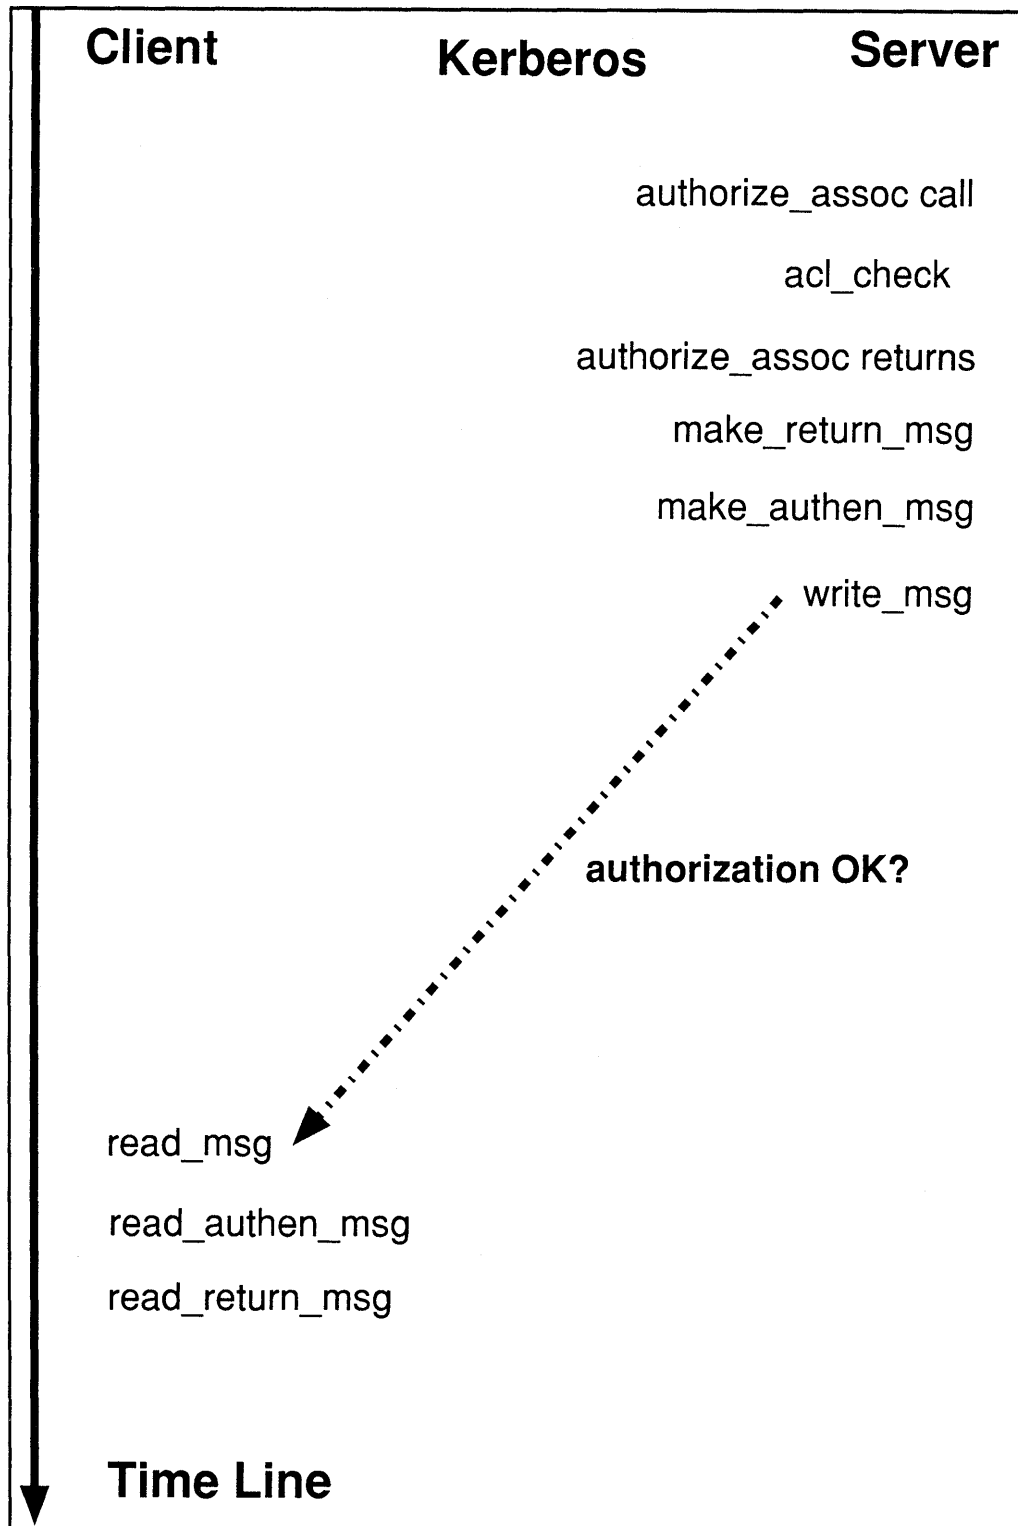 Client Kerberos Server
authorize_assoc call
acl_check
authorize_assoc returns
make_return_msg
make_authen_msg
write_msg
authorization OK?
read_msg
read_authen_msg
read_return_msg
Time Line